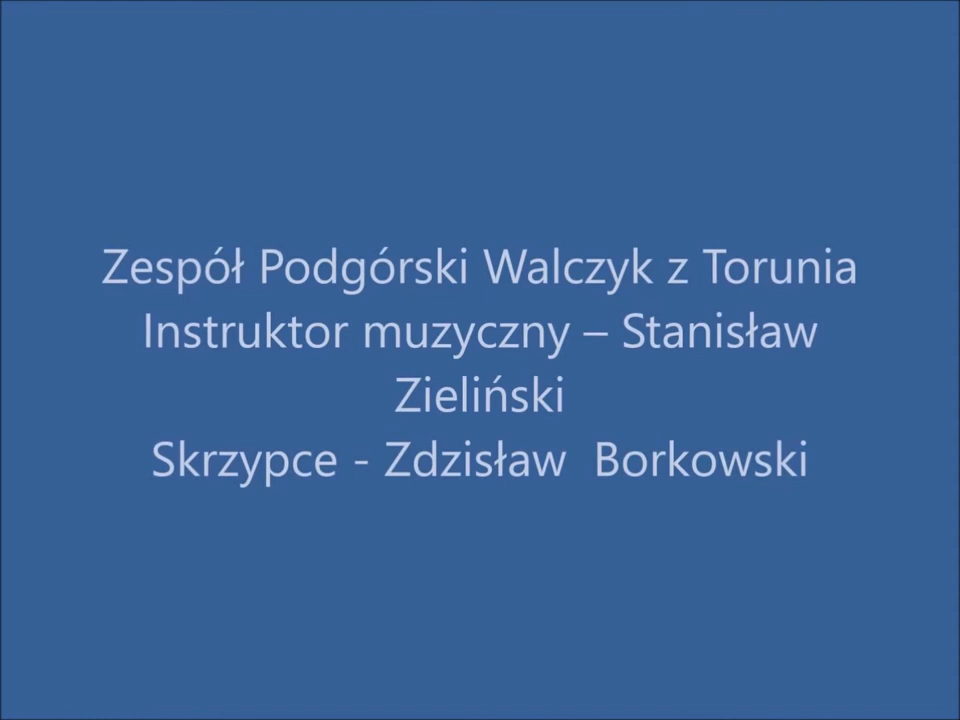 Zespół Podgórski Walczyk z Torunia
Instruktor muzyczny – Stanisław
Zieliński
Skrzypce - Zdzisław  Borkowski